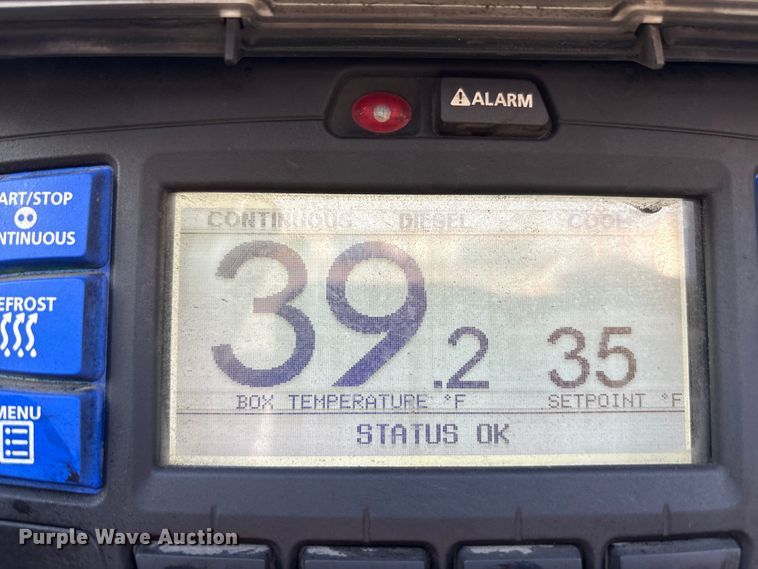 ALARM
ART/STOP
ONTINUOUS
EFROST
MENU
CONTINUOUS DIESEL COOL
39.2 35
BOX TEMPERATURE °F SETPOINT °F
STATUS OK
Purple Wave Auction